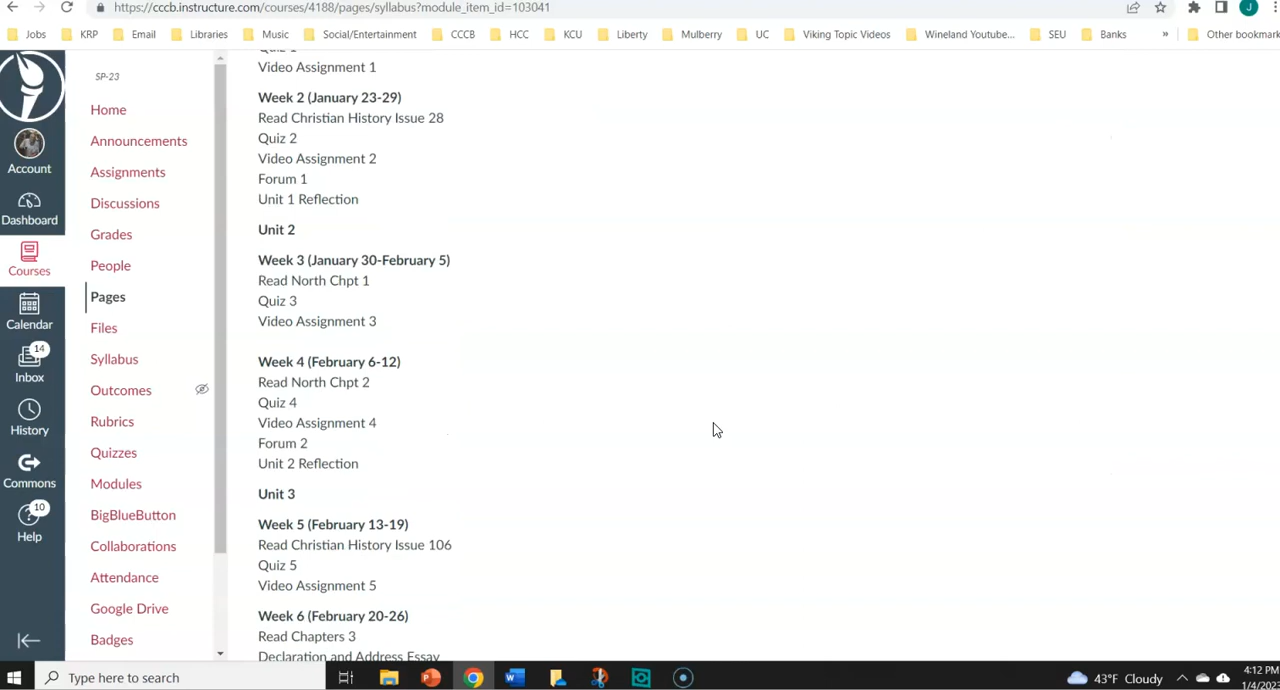 https://cccb.instructure.com/courses/4188/pages/syllabus?module_item_id=103041
J
Jobs
KRP
Email
Libraries
Music
Social/Entertainment
CCCB
HCC
KCU
Liberty
Mulberry
UC
Viking Topic Videos
Wineland Youtube...
SEU
Banks
»
Other bookmark
Account
Dashboard
Courses
Calendar
14
Inbox
History
Commons
10
Help
SP-23
Home
Announcements
Assignments
Discussions
Grades
People
Pages
Files
Syllabus
Outcomes
Rubrics
Quizzes
Modules
BigBlueButton
Collaborations
Attendance
Google Drive
Badges
Quiz 1
Video Assignment 1
Week 2 (January 23-29)
Read Christian History Issue 28
Quiz 2
Video Assignment 2
Forum 1
Unit 1 Reflection
Unit 2
Week 3 (January 30-February 5)
Read North Chpt 1
Quiz 3
Video Assignment 3
Week 4 (February 6-12)
Read North Chpt 2
Quiz 4
Video Assignment 4
Forum 2
Unit 2 Reflection
Unit 3
Week 5 (February 13-19)
Read Christian History Issue 106
Quiz 5
Video Assignment 5
Week 6 (February 20-26)
Read Chapters 3
Declaration and Address Essay
Type here to search
43°F Cloudy
4:12 PM